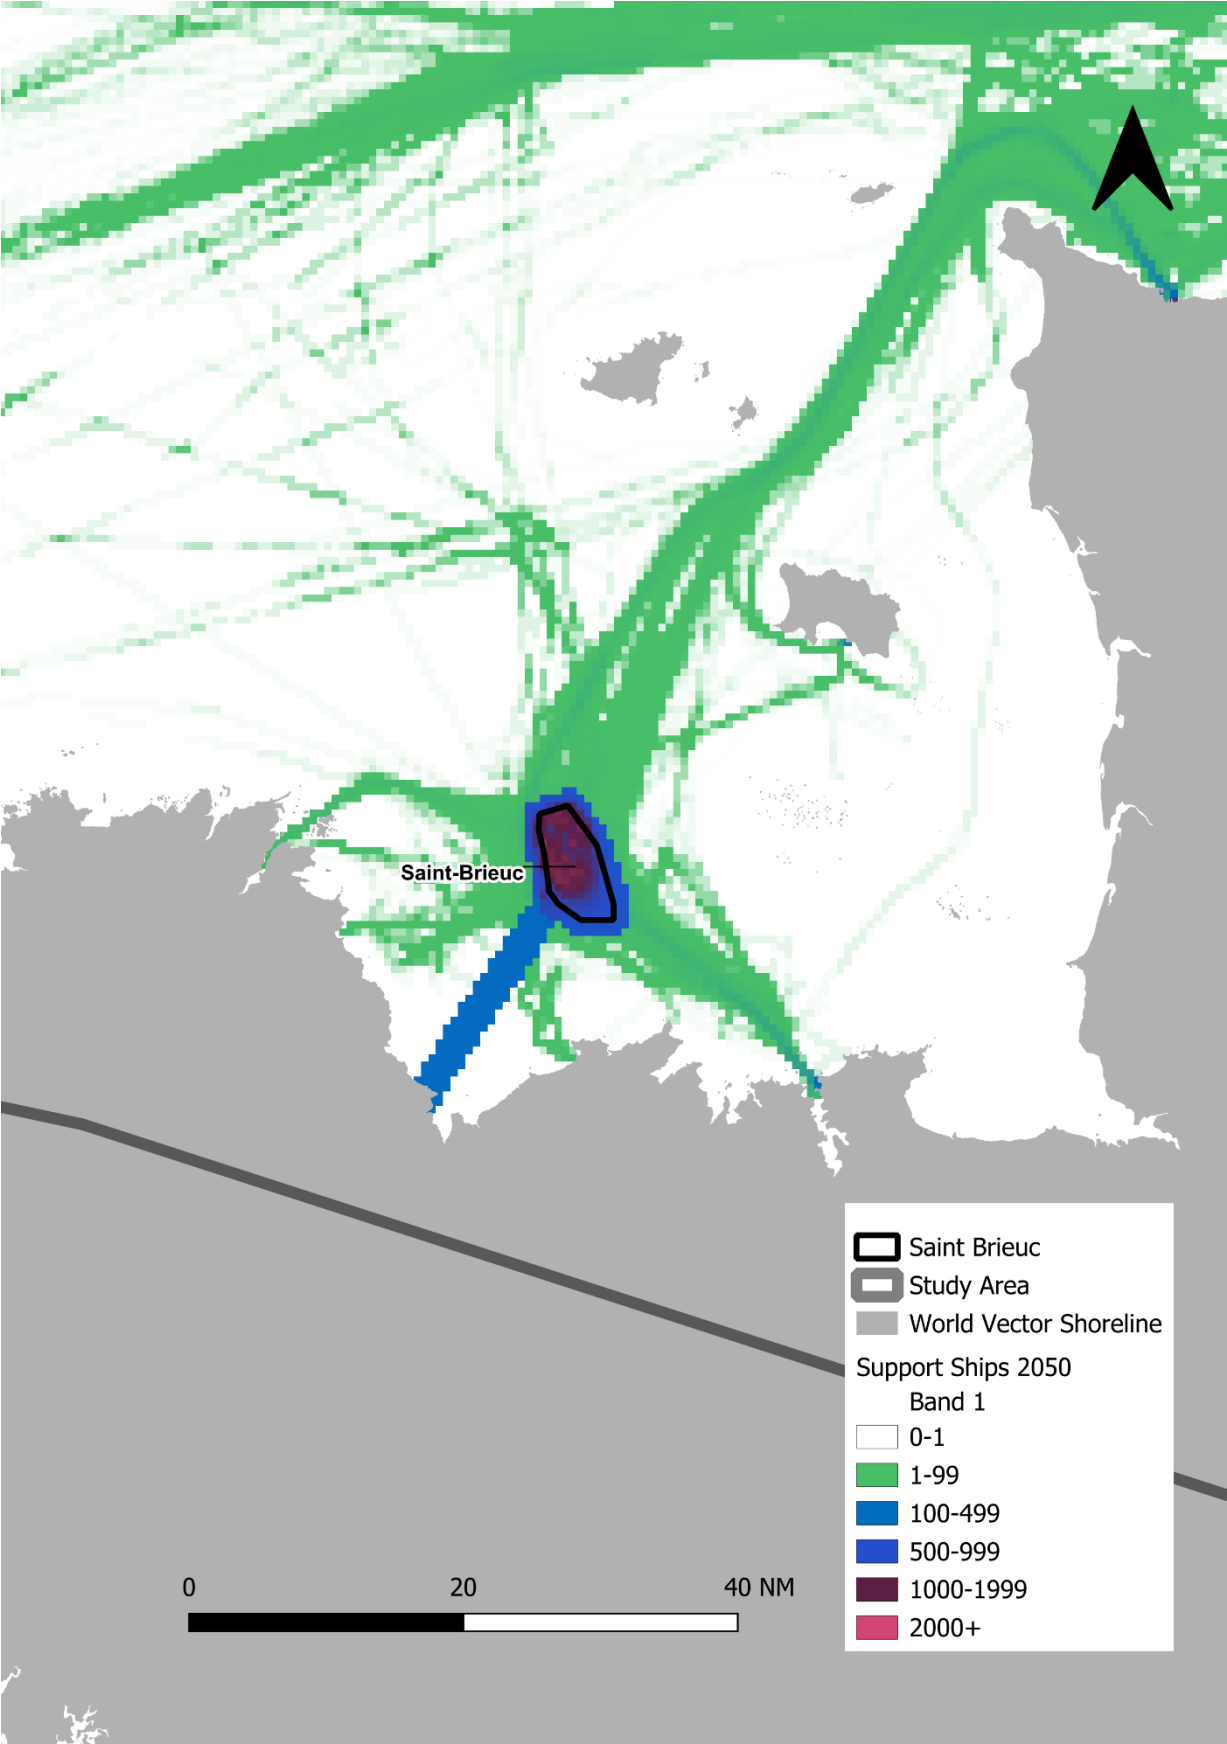 Saint-Brieuc
Saint Brieuc
Study Area
World Vector Shoreline
Support Ships 2050
Band 1
0-1
1-99
100-499
500-999
1000-1999
2000+
0 20 40 NM